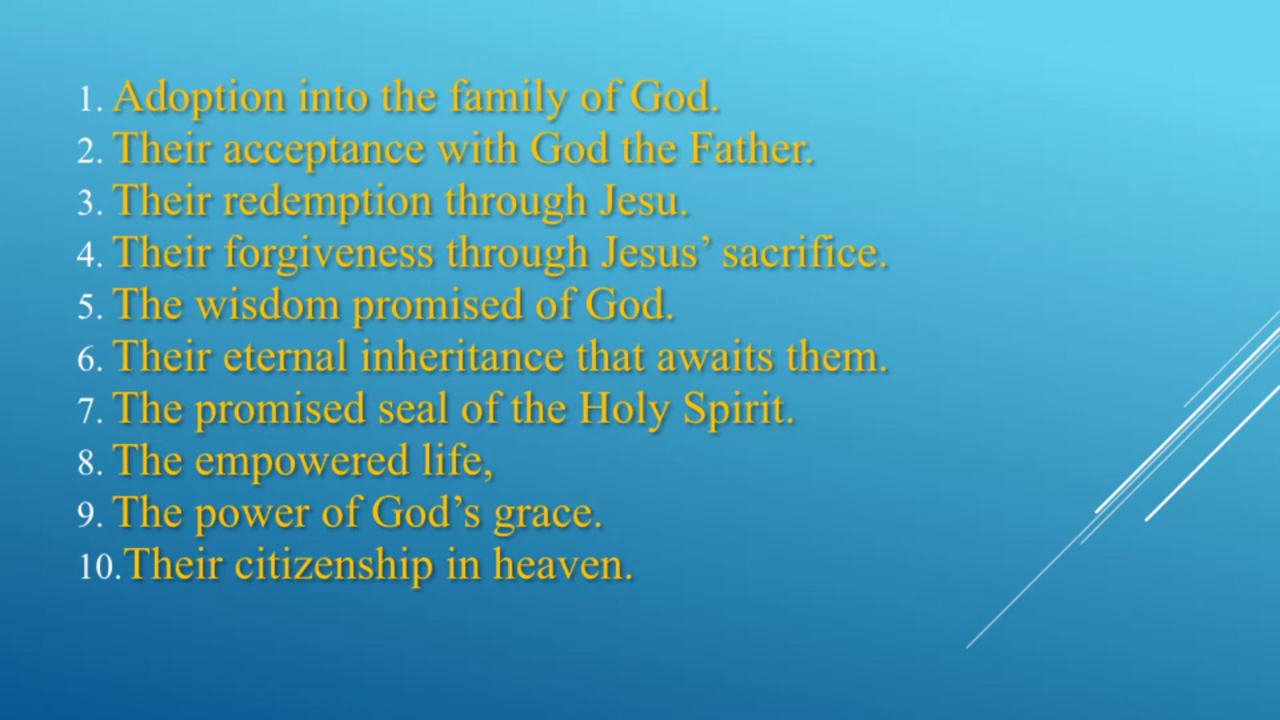 1. Adoption into the family of God.
2. Their acceptance with God the Father.
3. Their redemption through Jesu.
4. Their forgiveness through Jesus’ sacrifice.
5. The wisdom promised of God.
6. Their eternal inheritance that awaits them.
7. The promised seal of the Holy Spirit.
8. The empowered life,
9. The power of God’s grace.
10.Their citizenship in heaven.